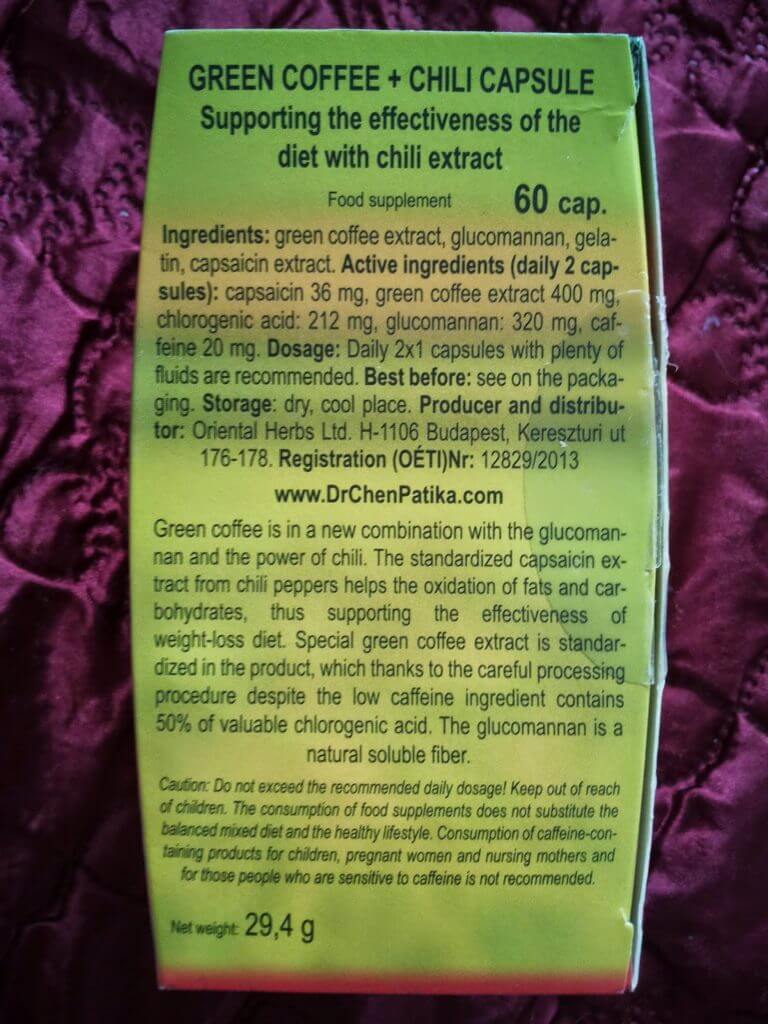 GREEN COFFEE + CHILI CAPSULE
Supporting the effectiveness of the
diet with chili extract
Food supplement 60 cap.
Ingredients: green coffee extract, glucomannan, gela-
tin, capsaicin extract. Active ingredients (daily 2 cap-
sules): capsaicin 36 mg, green coffee extract 400 mg,
chlorogenic acid: 212 mg, glucomannan: 320 mg, caf-
feine 20 mg. Dosage: Daily 2x1 capsules with plenty of
fluids are recommended. Best before: see on the packa-
ging. Storage: dry, cool place. Producer and distribu-
tor: Oriental Herbs Ltd. H-1106 Budapest, Kereszturi ut
176-178. Registration (OÉTI)Nr: 12829/2013
www.DrChenPatika.com
Green coffee is in a new combination with the glucoman-
nan and the power of chili. The standardized capsaicin ex-
tract from chili peppers helps the oxidation of fats and car-
bohydrates, thus supporting the effectiveness of
weight-loss diet. Special green coffee extract is standar-
dized in the product, which thanks to the careful processing
procedure despite the low caffeine ingredient contains
50% of valuable chlorogenic acid. The glucomannan is a
natural soluble fiber.
Caution: Do not exceed the recommended daily dosage! Keep out of reach
of children. The consumption of food supplements does not substitute the
balanced mixed diet and the healthy lifestyle. Consumption of caffeine-con-
taining products for children, pregnant women and nursing mothers and
for those people who are sensitive to caffeine is not recommended.
Net weight: 29,4 g